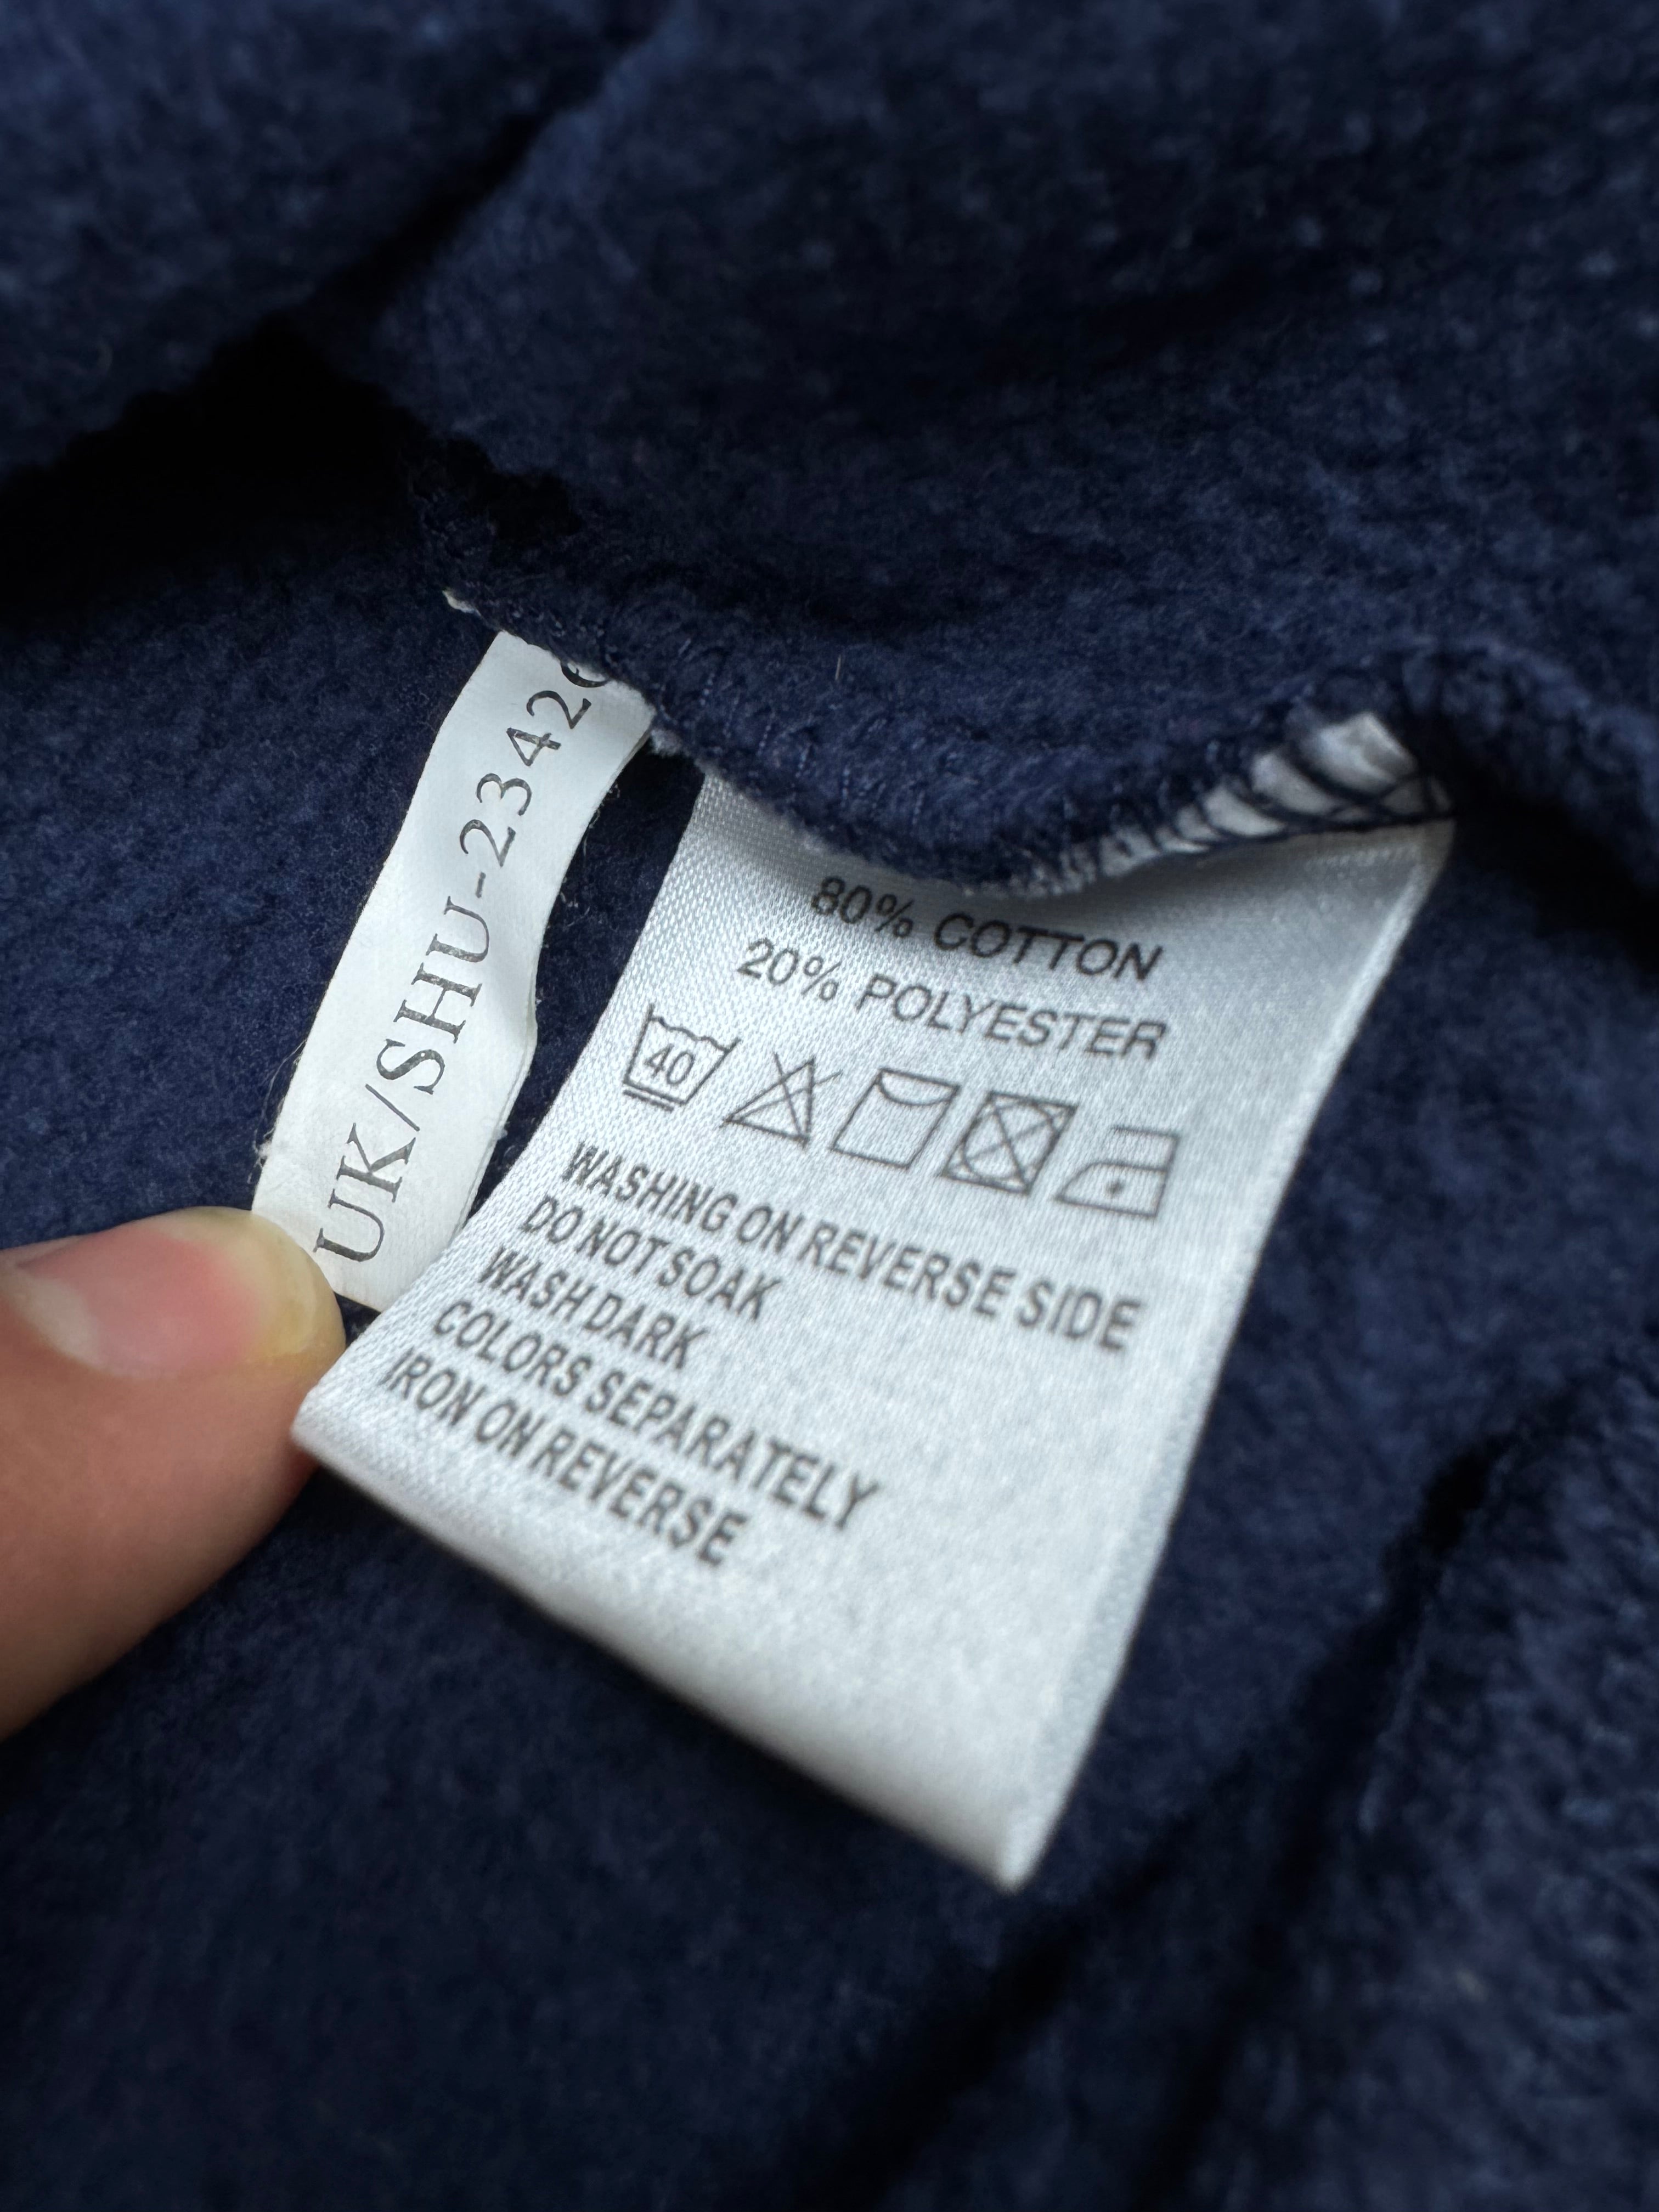 UK/SHU-2342
80% COTTON
20% POLYESTER
40
WASHING ON REVERSE SIDE
DO NOT SOAK
WASH DARK
COLORS SEPARATELY
IRON ON REVERSE